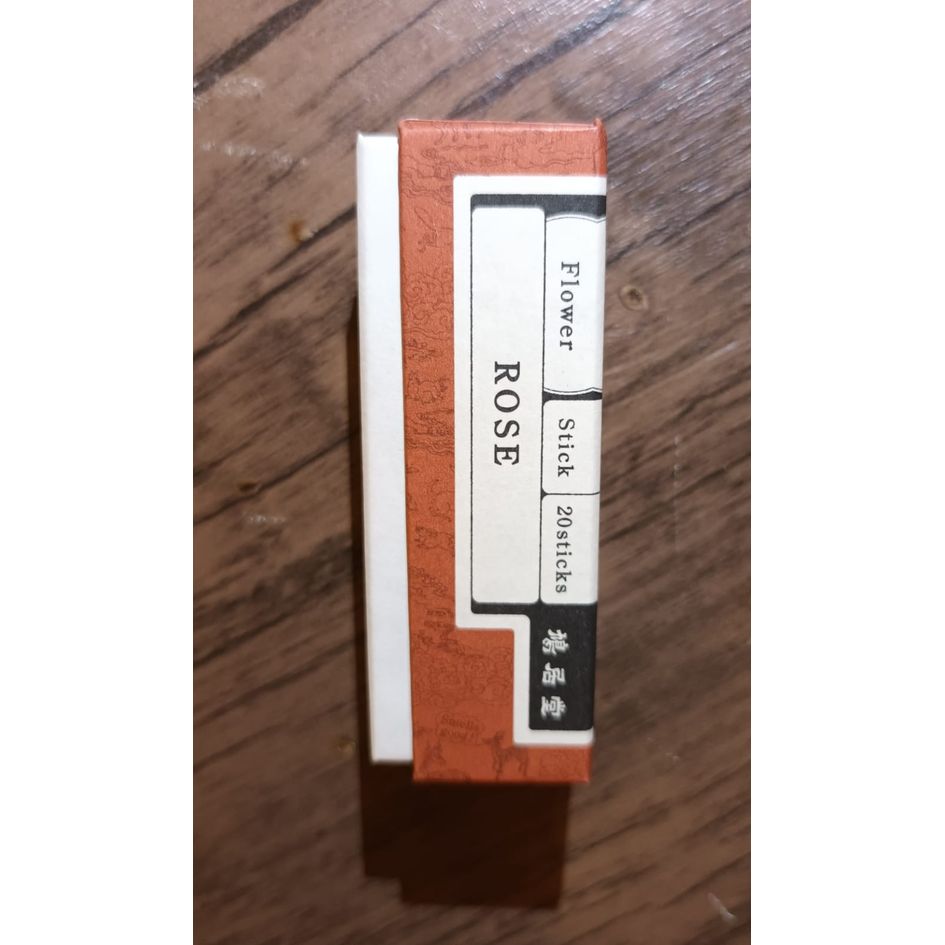 Flower
Stick
20sticks
ROSE
鳩居堂